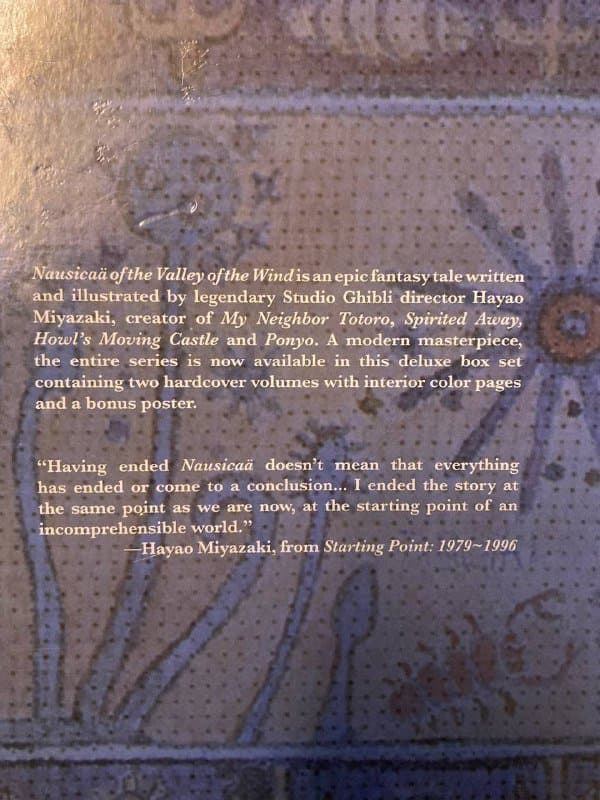 Nausicaä of the Valley of the Wind is an epic fantasy tale written
and illustrated by legendary Studio Ghibli director Hayao
Miyazaki, creator of My Neighbor Totoro, Spirited Away,
Howl's Moving Castle and Ponyo. A modern masterpiece,
the entire series is now available in this deluxe box set
containing two hardcover volumes with interior color pages
and a bonus poster.
“Having ended Nausicaä doesn't mean that everything
has ended or come to a conclusion... I ended the story at
the same point as we are now, at the starting point of an
incomprehensible world.”
—Hayao Miyazaki, from Starting Point: 1979~1996